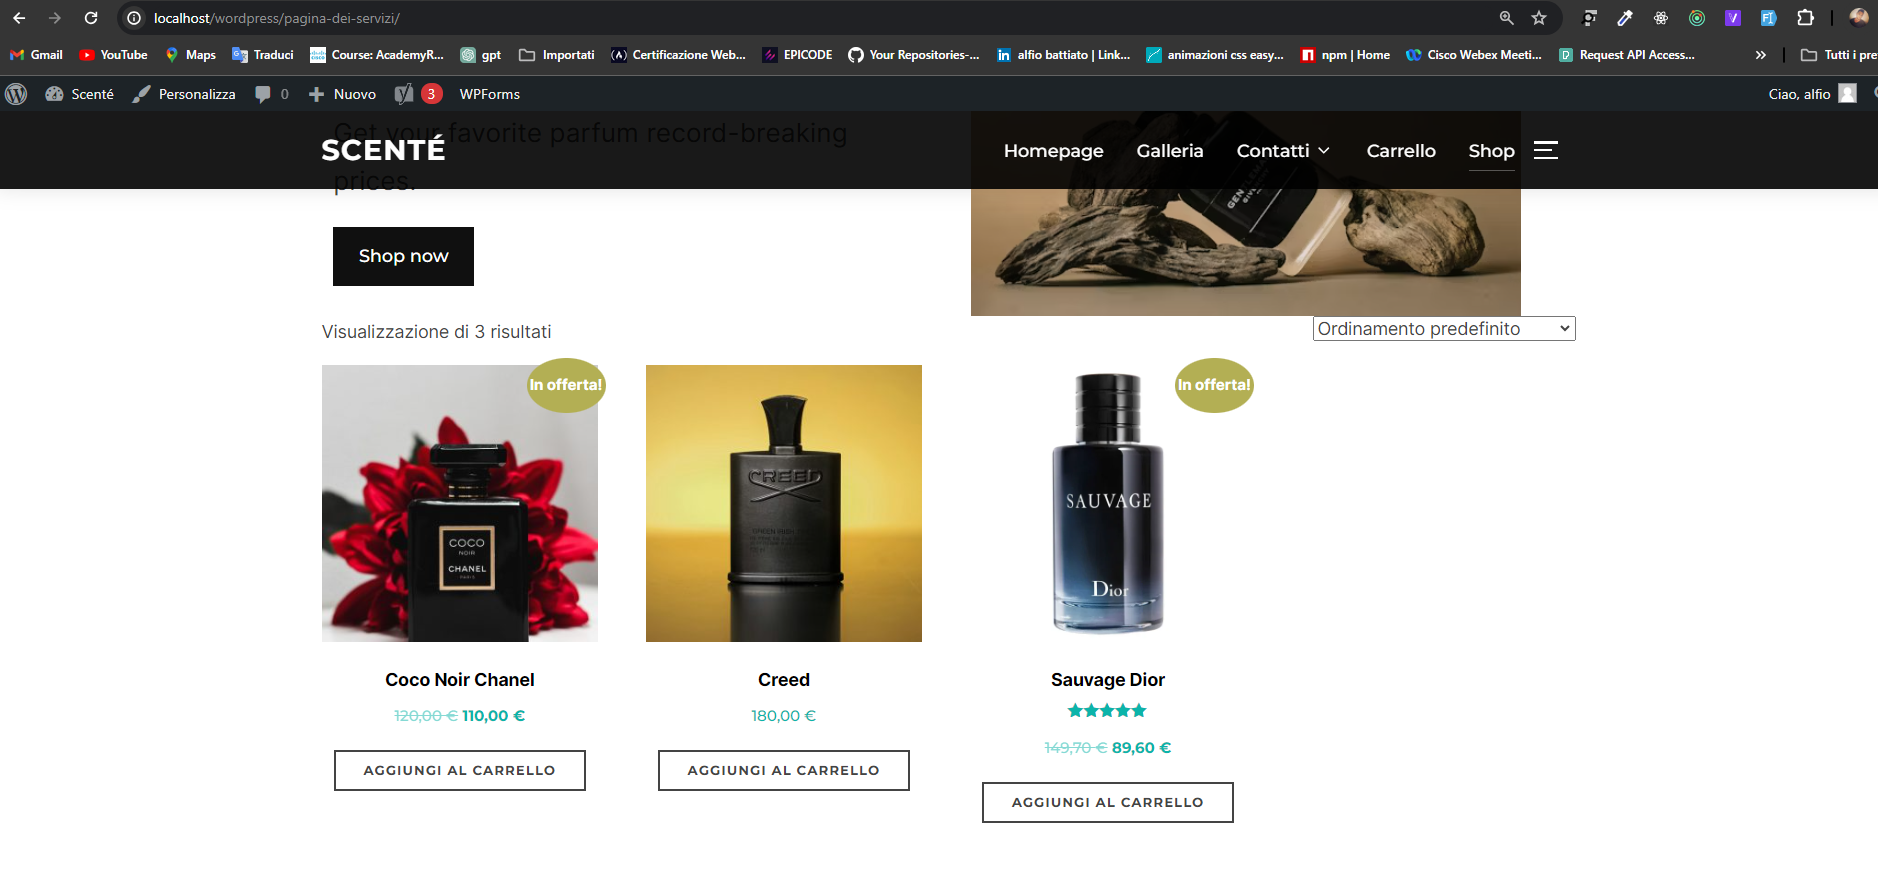 localhost/wordpress/pagina-dei-servizi/
Gmail YouTube Maps Traduci Course: AcademyR... gpt Importati Certificazione Web... EPICODE Your Repositories-... alfio battiato | Link... animazioni css easy... npm | Home Cisco Webex Meeti... Request API Access... » Tutti i pre
Scenté Personalizza 0 Nuovo 3 WPForms Ciao, alfio
Get your favorite parfum record-breaking
SCENTÉ Homepage Galleria Contatti Carrello Shop
prices.
Shop now
Visualizzazione di 3 risultati Ordinamento predefinito
In offerta! In offerta!
CREED
SAUVAGE
COCO
NOIR
CHANEL
PARIS
Dior
Coco Noir Chanel Creed Sauvage Dior
120,00 € 110,00 € 180,00 €
149,70 € 89,60 €
AGGIUNGI AL CARRELLO AGGIUNGI AL CARRELLO
AGGIUNGI AL CARRELLO